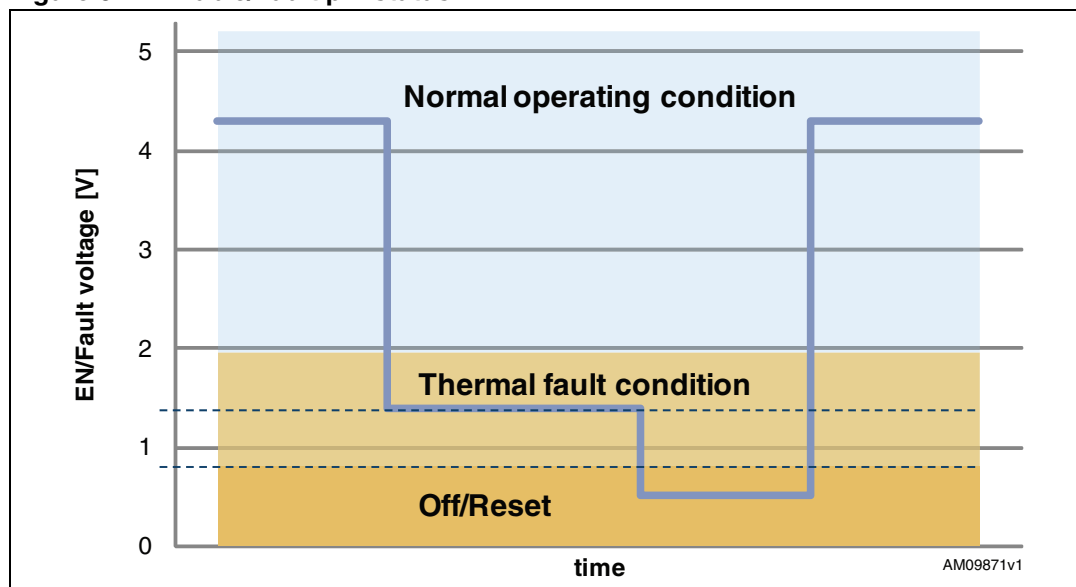 5
Normal operating condition
4
EN/Fault voltage [V]
3
2
Thermal fault condition
1
Off/Reset
0
time
AM09871v1